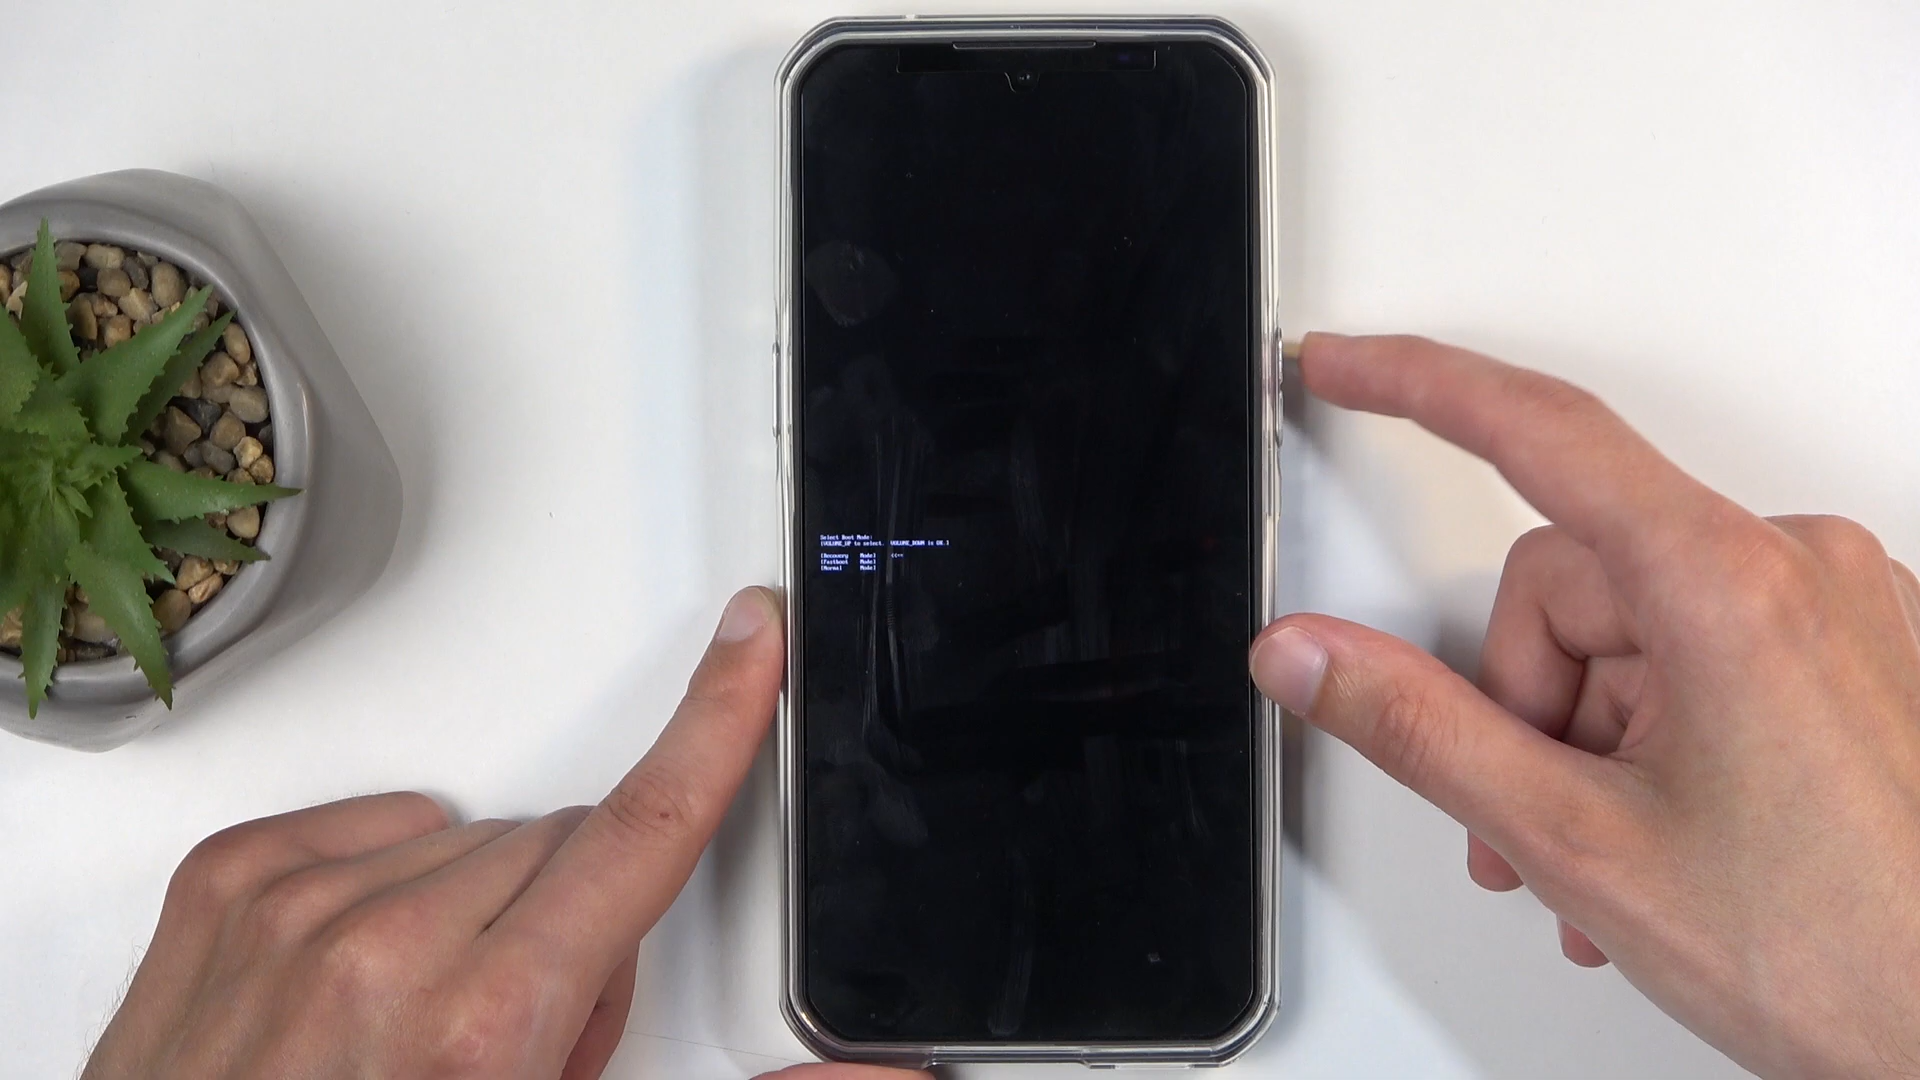 Select Boot Mode:
[VOLUME_UP to select.  VOLUME_DOWN is OK.]
[Recovery    Mode]     <<==
[Fastboot    Mode]
[Normal      Mode]